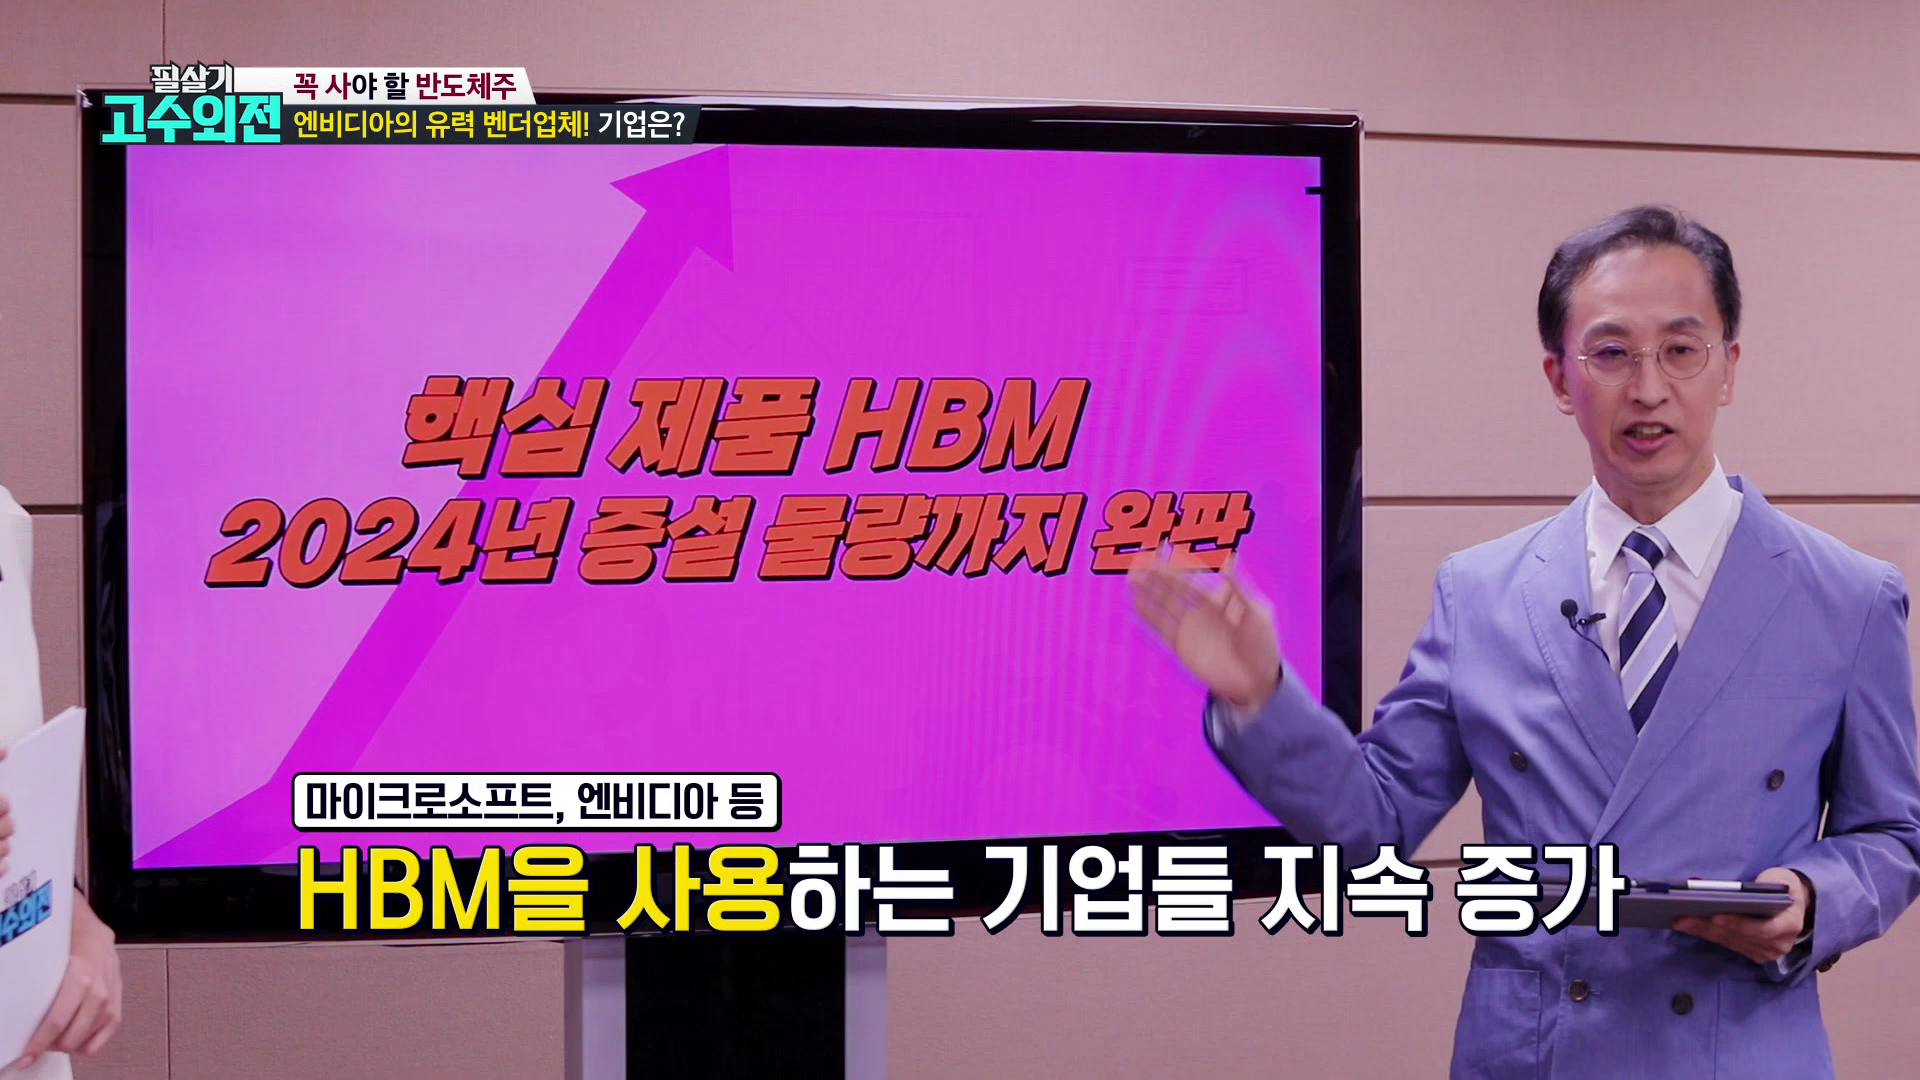 필살기
고수외전
꼭 사야 할 반도체주
엔비디아의 유력 벤더업체! 기업은?
핵심 제품 HBM
2024년 증설 물량까지 완판
마이크로소프트, 엔비디아 등
HBM을 사용하는 기업들 지속 증가
수외전